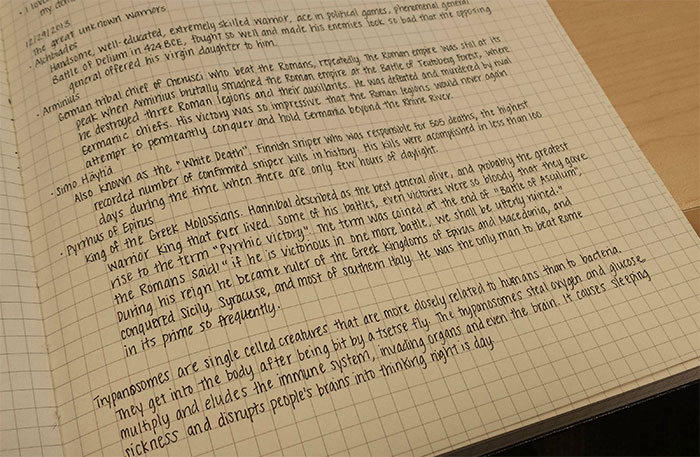 · I love
my da
12/29/2013
The great unknown warriors
· Alcibiades
Handsome, well-educated, extremely skilled warrior, ace in political games, phenomenal general
Battle of Delium in 424 BCE, fought so well and made his enemies look so bad that the opposing
general offered his virgin daughter to him.
· Arminius
German tribal chief of Cherusci who beat the Romans, repeatedly. The Roman empire was still at its
peak when Arminius brutally smashed the Roman empire at the Battle of Teutoberg forest, where
he destroyed three Roman legions and their auxiliaries. He was defeated and murdered by rival
Germanic chiefs. His victory was so impressive that the Roman legions would never again
attempt to permeantly conquer and hold Germania beyond the Rhine River.
· Simo Häyhä
Also known as the "White Death". Finnish sniper who was responsible for 505 deaths, the highest
recorded number of confirmed sniper kills in history. His kills were acomplished in less than 100
days during the time when there are only few hours of daylight.
· Pyrrhus of Epirus
King of the Greek Molossians. Hannibal described as the best general alive, and probably the greatest
warrior king that ever lived. Some of his battles, even victories were so bloody that they gave
rise to the term "Pyrrhic victory". The term was coined at the end of "Battle of Asculum",
the Romans said, "if he is victorious in one more battle, we shall be utterly ruined."
During his reign he became ruler of the Greek Kingdoms of Epirus and Macedonia, and
conquered Sicily, Syracuse, and most of southern Italy. He was the only man to beat Rome
in its prime so frequently.
Trypanosomes are single celled creatures that are more closely related to humans than to bacteria.
They get into the body after being bit by a tsetse fly. The trypanosomes steal oxygen and glucose
multiply and eludes the immune system, invading organs and even the brain. It causes sleeping
sickness and disrupts people's brains into thinking night is day.